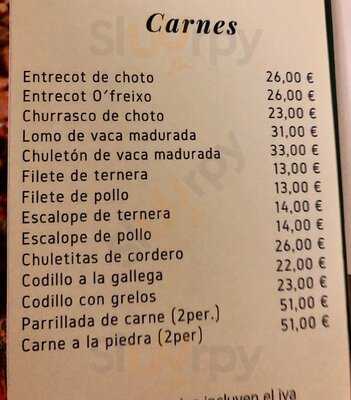 Carnes
Entrecot de choto 26,00 €
Entrecot O'freixo 26,00 €
Churrasco de choto 23,00 €
Lomo de vaca madurada 31,00 €
Chuletón de vaca madurada 33,00 €
Filete de ternera 13,00 €
Filete de pollo 13,00 €
Escalope de ternera 14,00 €
Escalope de pollo 14,00 €
Chuletitas de cordero 26,00 €
Codillo a la gallega 22,00 €
Codillo con grelos 23,00 €
Parrillada de carne (2per.) 51,00 €
Carne a la piedra (2per) 51,00 €
incluyen el iva